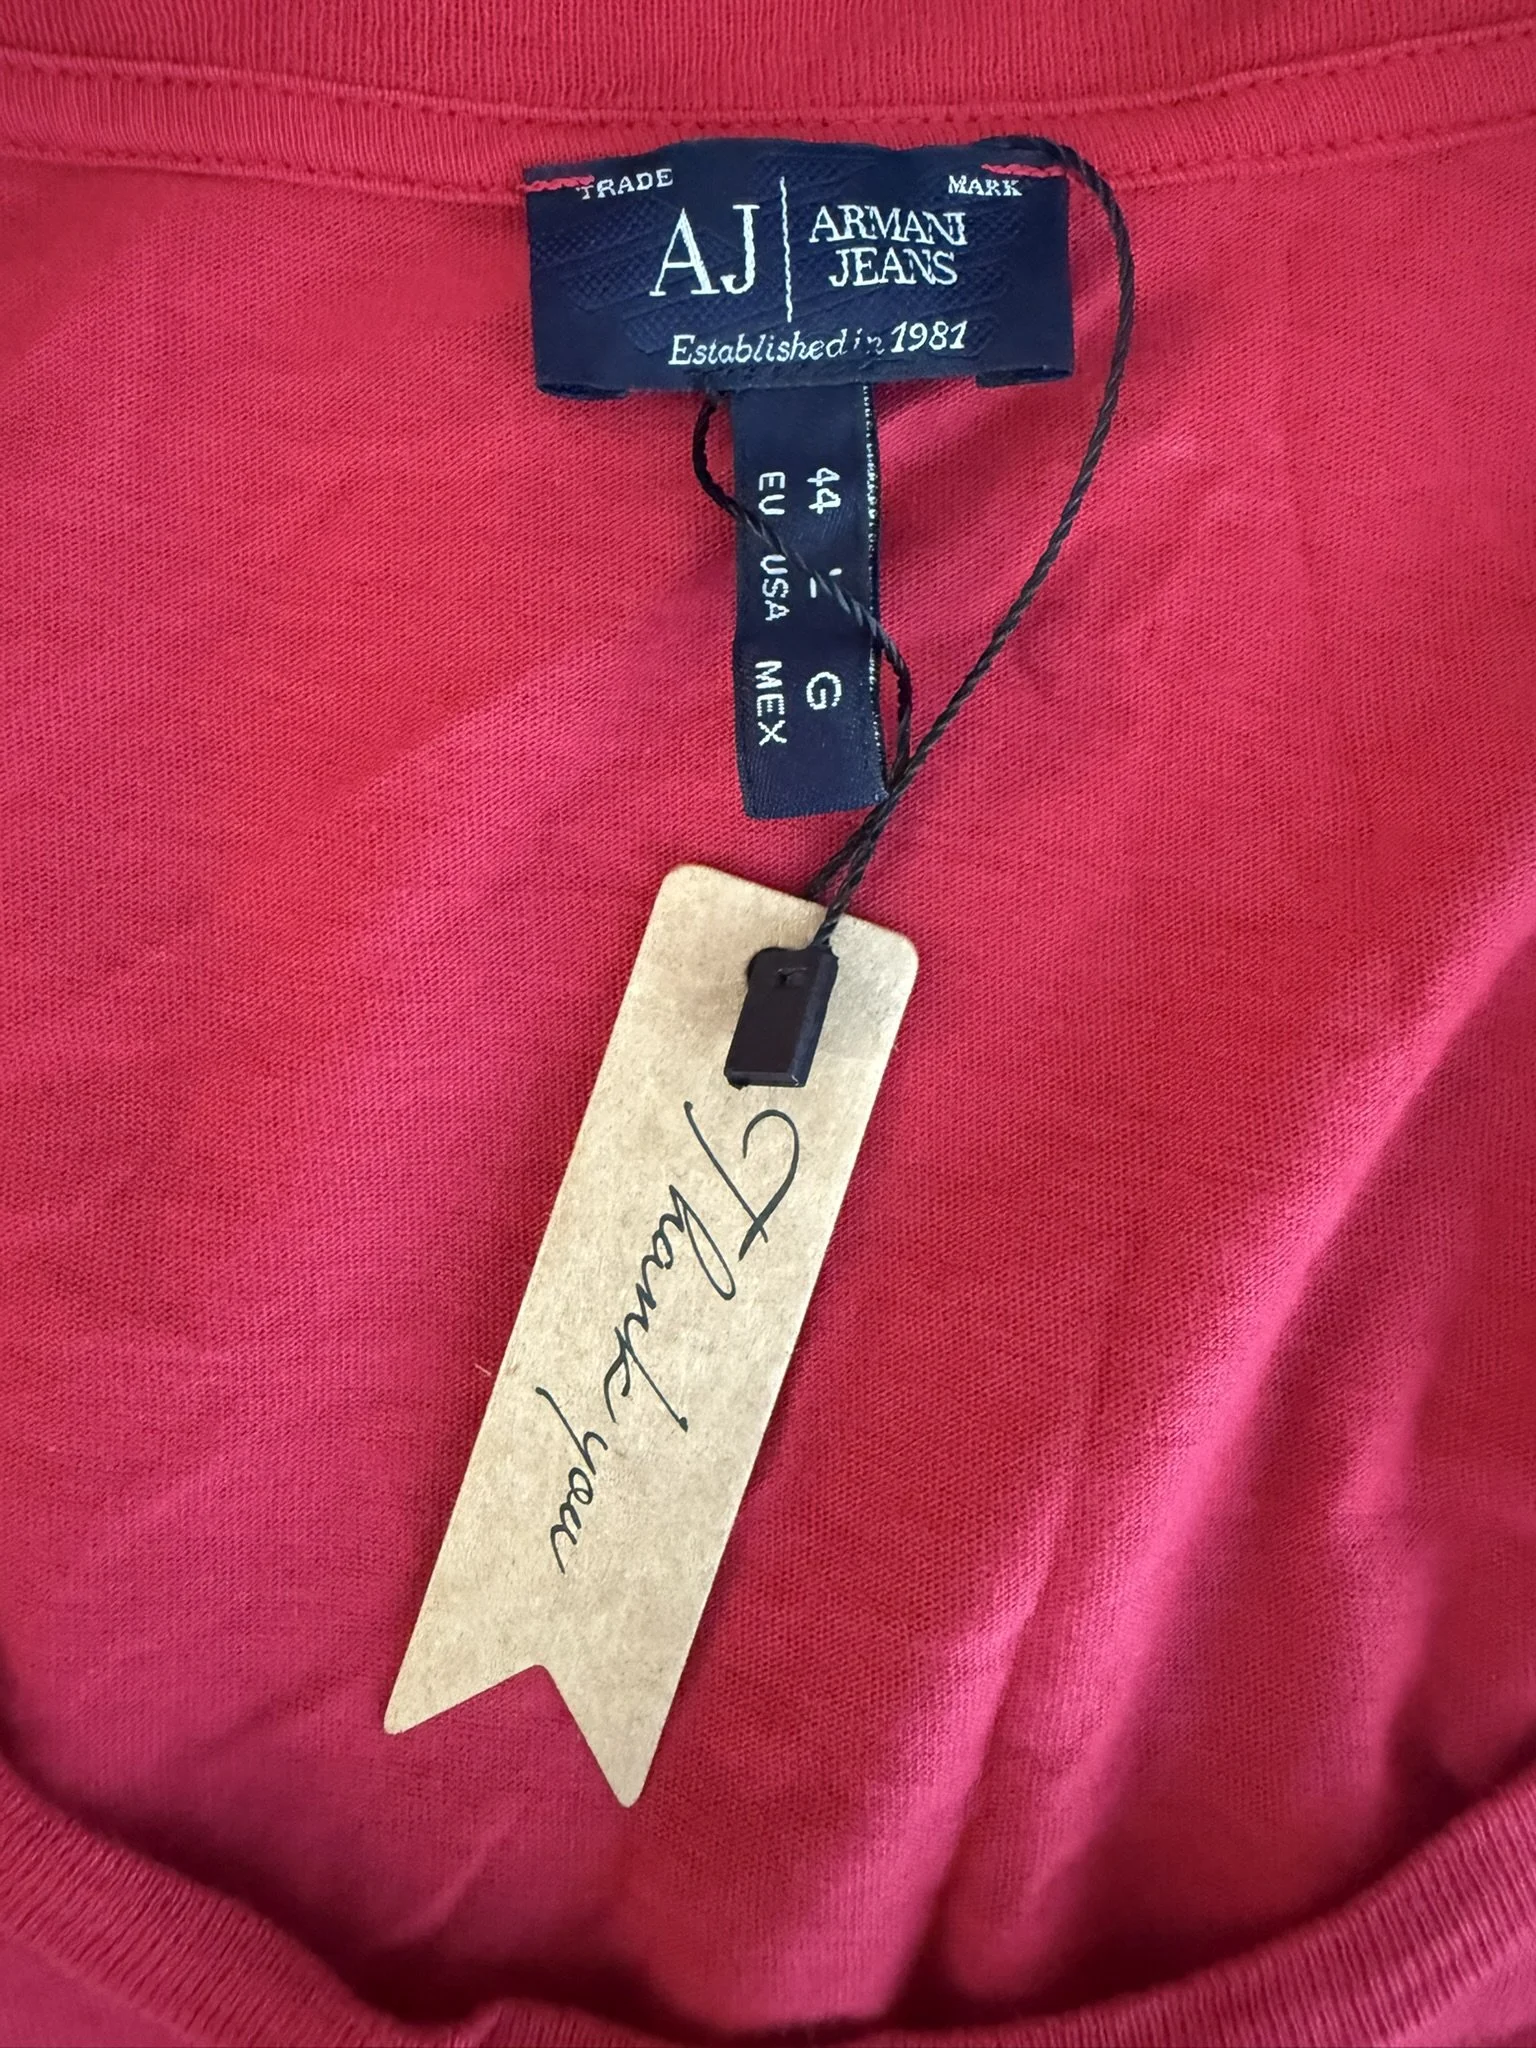 TRADE MARK
AJ ARMANI
JEANS
Established in 1981
44 L G
EU USA MEX
Thank you